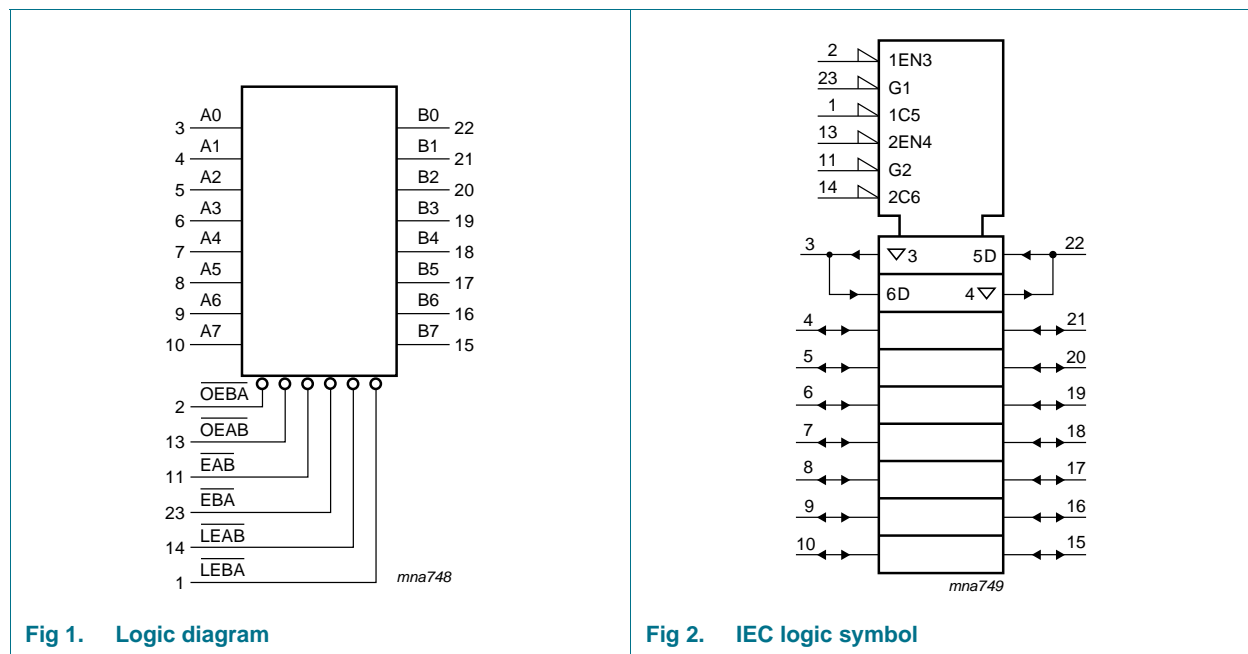 A0
3
B0
22
A1
4
B1
21
A2
5
B2
20
A3
6
B3
19
A4
7
B4
18
A5
8
B5
17
A6
9
B6
16
A7
10
B7
15
OEBA
2
OEAB
13
EAB
11
EBA
23
LEAB
14
LEBA
1
mna748
Fig 1. Logic diagram
2
1EN3
23
G1
1
1C5
13
2EN4
11
G2
14
2C6
3
▽3 5D
22
6D 4▽
4
21
5
20
6
19
7
18
8
17
9
16
10
15
mna749
Fig 2. IEC logic symbol